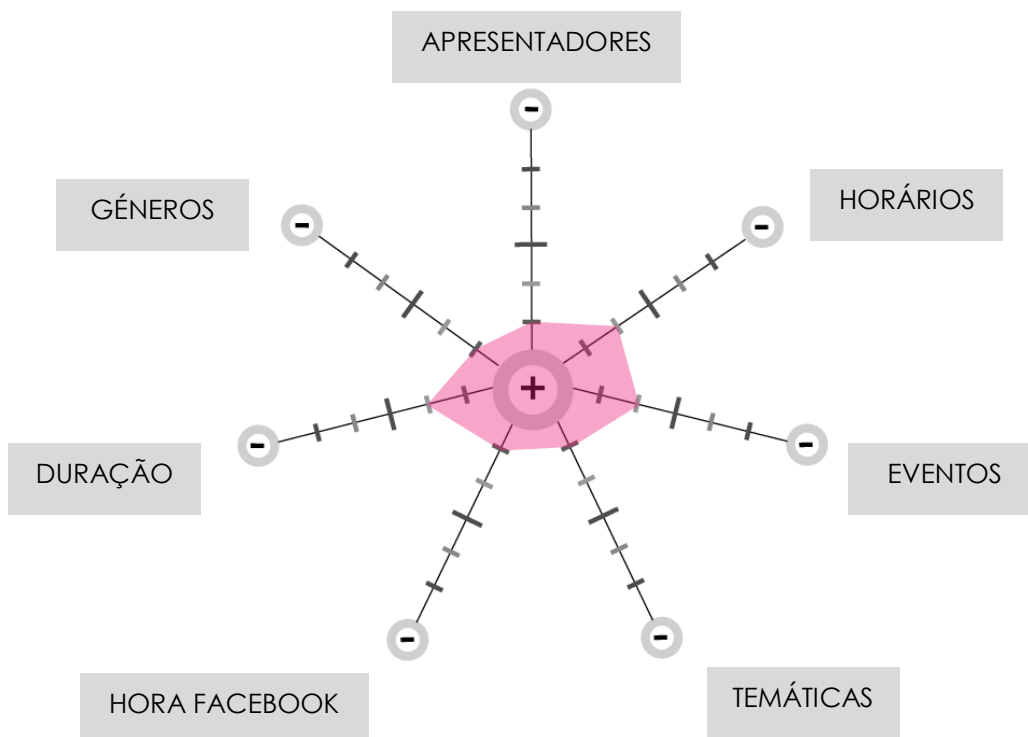 APRESENTADORES
HORÁRIOS
GÉNEROS
DURAÇÃO
EVENTOS
HORA FACEBOOK
TEMÁTICAS